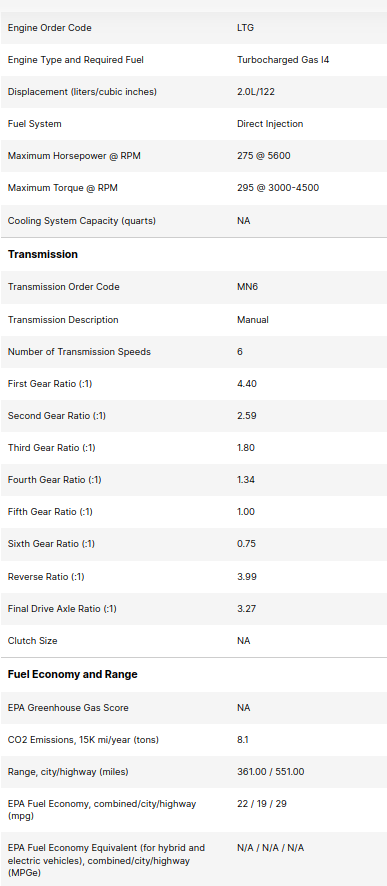 Engine Order Code LTG
Engine Type and Required Fuel Turbocharged Gas I4
Displacement (liters/cubic inches) 2.0L/122
Fuel System Direct Injection
Maximum Horsepower @ RPM 275 @ 5600
Maximum Torque @ RPM 295 @ 3000-4500
Cooling System Capacity (quarts) NA
Transmission
Transmission Order Code MN6
Transmission Description Manual
Number of Transmission Speeds 6
First Gear Ratio (:1) 4.40
Second Gear Ratio (:1) 2.59
Third Gear Ratio (:1) 1.80
Fourth Gear Ratio (:1) 1.34
Fifth Gear Ratio (:1) 1.00
Sixth Gear Ratio (:1) 0.75
Reverse Ratio (:1) 3.99
Final Drive Axle Ratio (:1) 3.27
Clutch Size NA
Fuel Economy and Range
EPA Greenhouse Gas Score NA
CO2 Emissions, 15K mi/year (tons) 8.1
Range, city/highway (miles) 361.00 / 551.00
EPA Fuel Economy, combined/city/highway 22 / 19 / 29
(mpg)
EPA Fuel Economy Equivalent (for hybrid and N/A / N/A / N/A
electric vehicles), combined/city/highway
(MPGe)